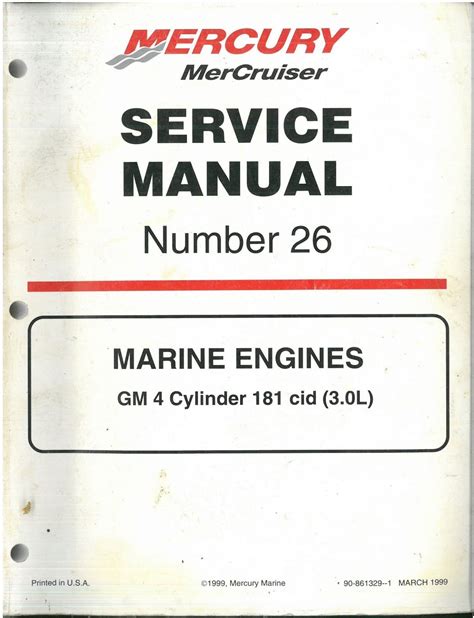 MERCURY
MerCruiser
SERVICE
MANUAL
Number 26
MARINE ENGINES
GM 4 Cylinder 181 cid (3.0L)
Printed in U.S.A. ©1999, Mercury Marine • 90-861329--1 MARCH 1999